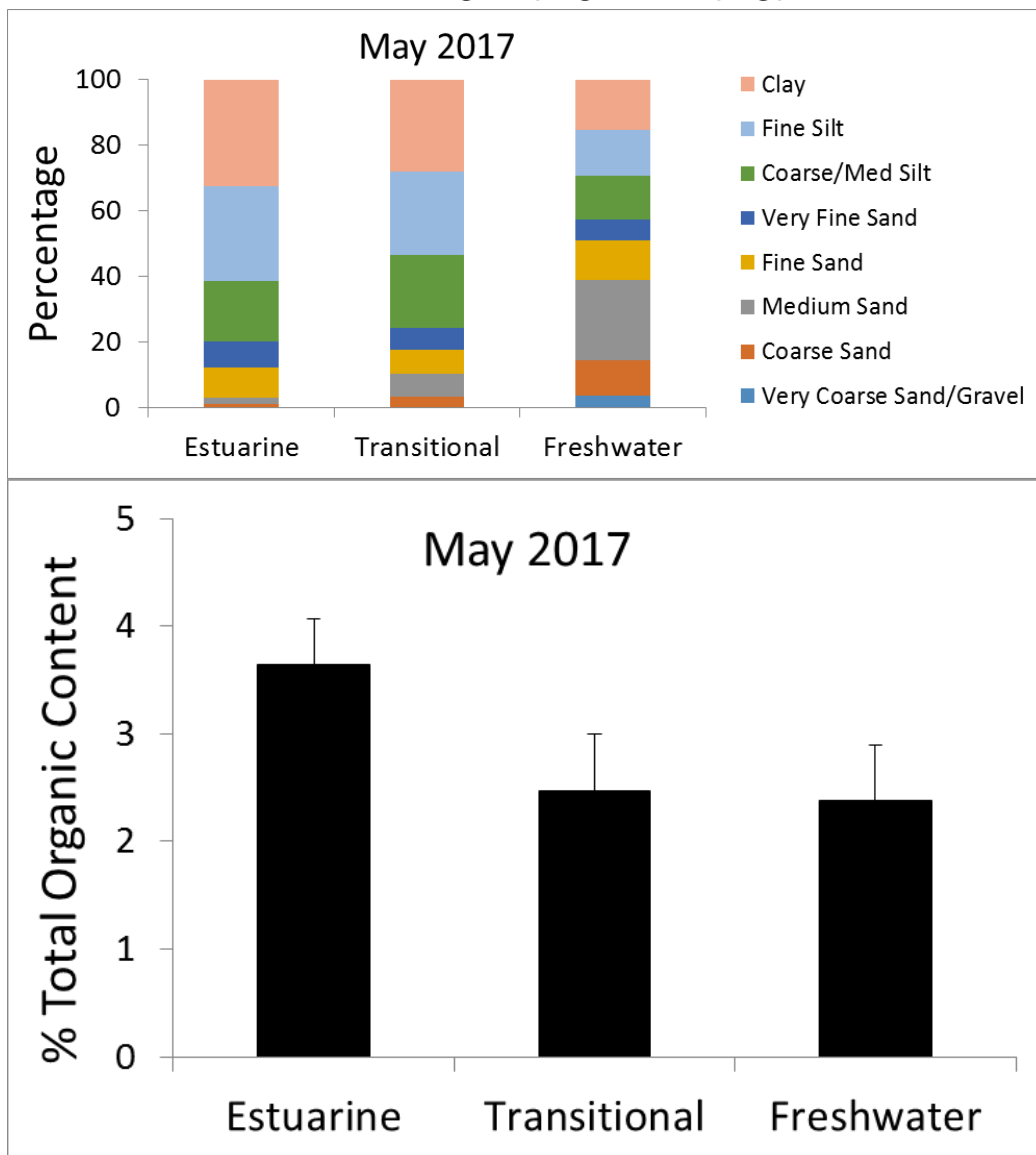 May 2017
Percentage
100
80
60
40
20
0
Estuarine Transitional Freshwater
Clay
Fine Silt
Coarse/Med Silt
Very Fine Sand
Fine Sand
Medium Sand
Coarse Sand
Very Coarse Sand/Gravel
May 2017
% Total Organic Content
5
4
3
2
1
0
Estuarine Transitional Freshwater